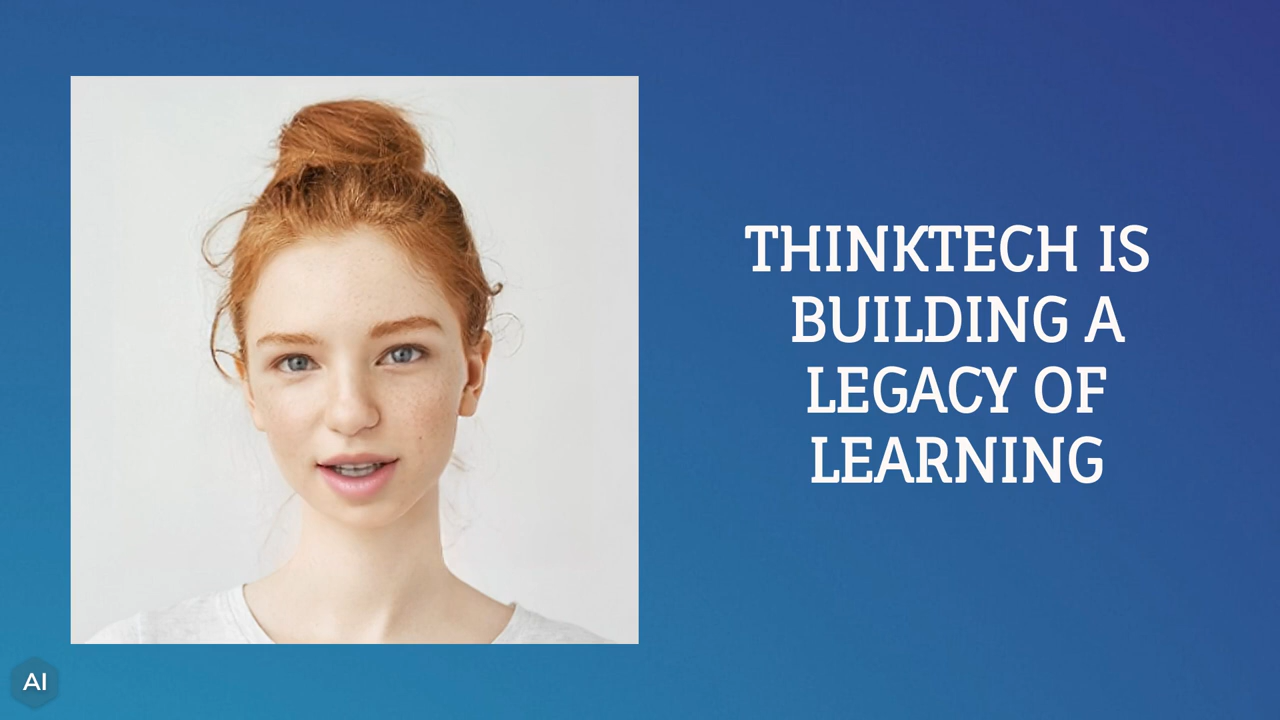 THINKTECH IS
BUILDING A
LEGACY OF
LEARNING
AI